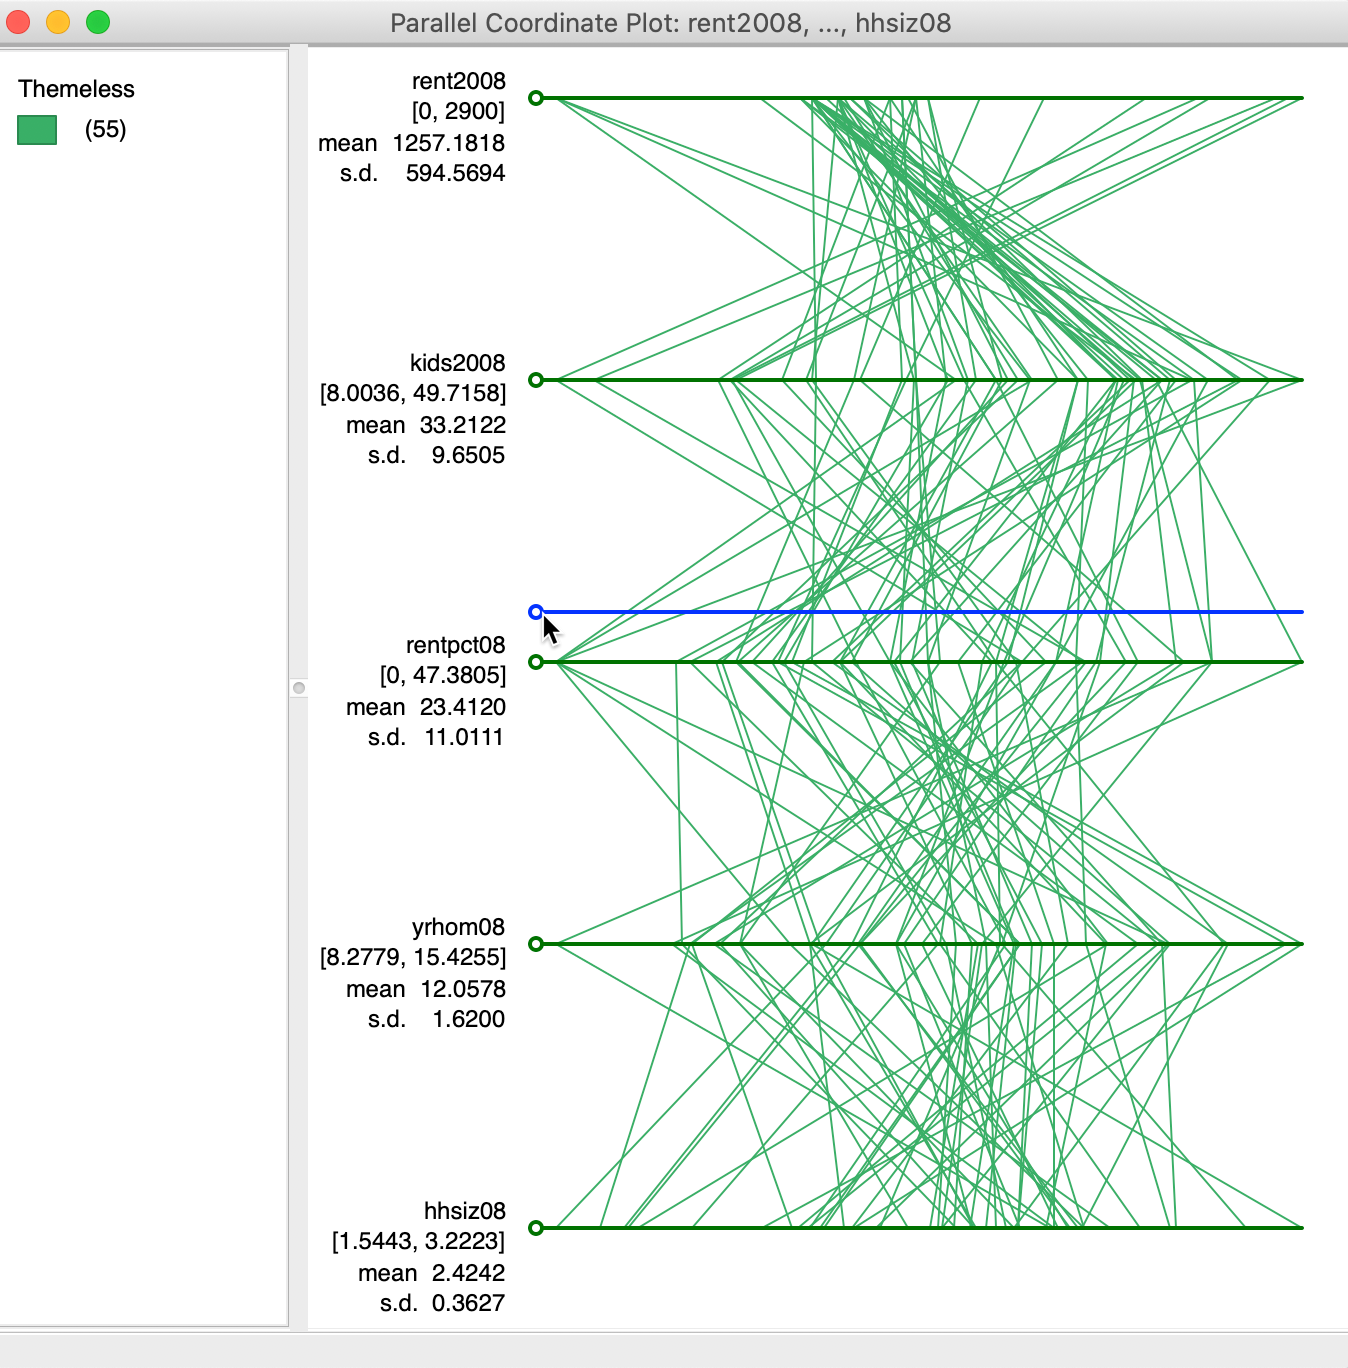 Parallel Coordinate Plot: rent2008, ..., hhsiz08
Themeless
(55)
rent2008
[0, 2900]
mean 1257.1818
s.d. 594.5694
kids2008
[8.0036, 49.7158]
mean 33.2122
s.d. 9.6505
rentpct08
[0, 47.3805]
mean 23.4120
s.d. 11.0111
yrhom08
[8.2779, 15.4255]
mean 12.0578
s.d. 1.6200
hhsiz08
[1.5443, 3.2223]
mean 2.4242
s.d. 0.3627